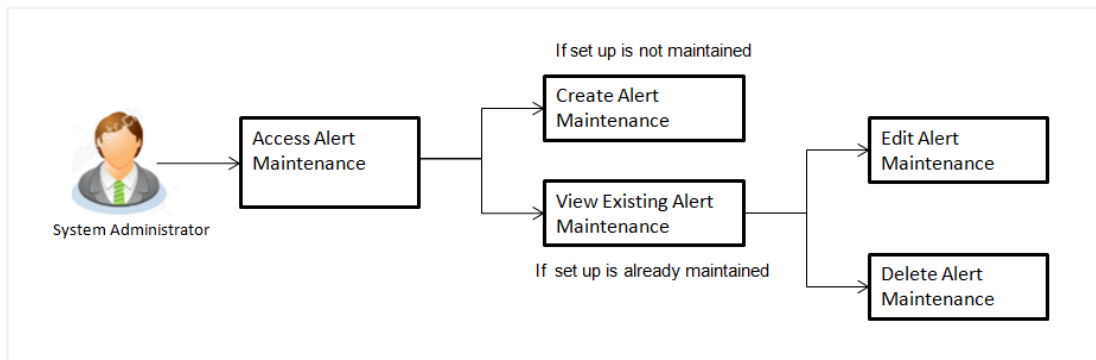 If set up is not maintained
Create Alert
Maintenance
Access Alert
Maintenance
Edit Alert
Maintenance
View Existing Alert
Maintenance
System Administrator
If set up is already maintained
Delete Alert
Maintenance